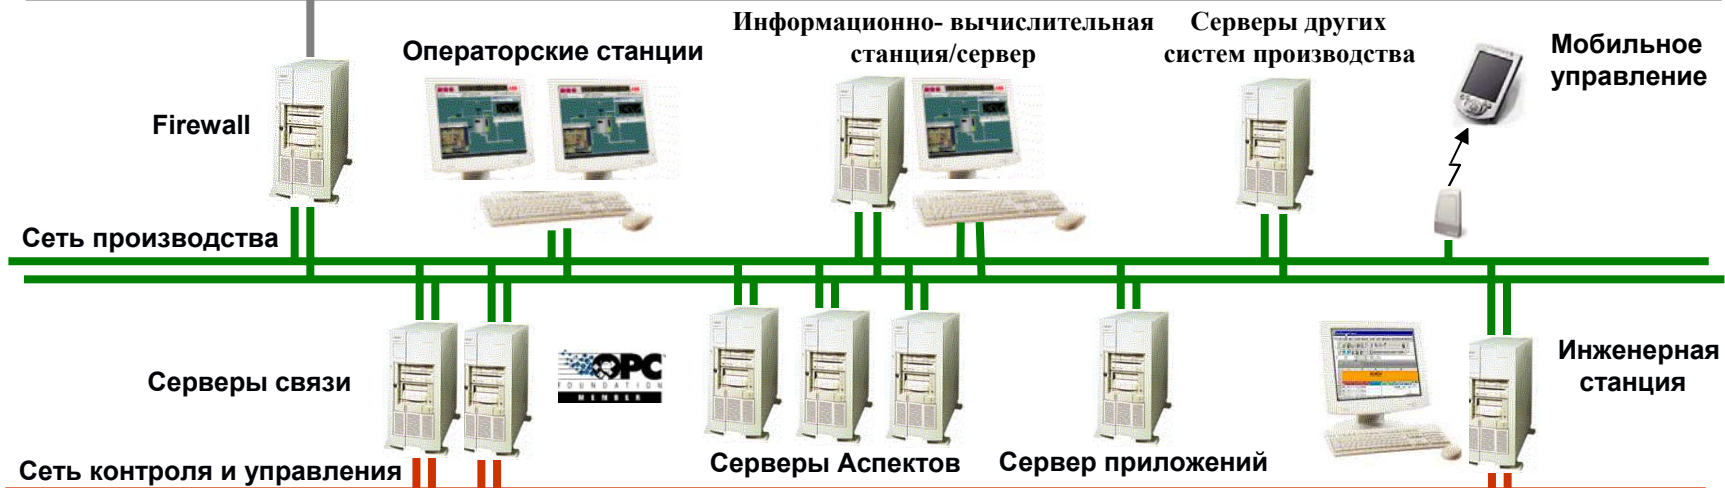 Информационно- вычислительная
станция/сервер
Серверы других
систем производства
Операторские станции
Мобильное
управление
Firewall
Сеть производства
Серверы связи
OPC
FOUNDATION
MEMBER
Инженерная
станция
Сеть контроля и управления
Серверы Аспектов
Сервер приложений